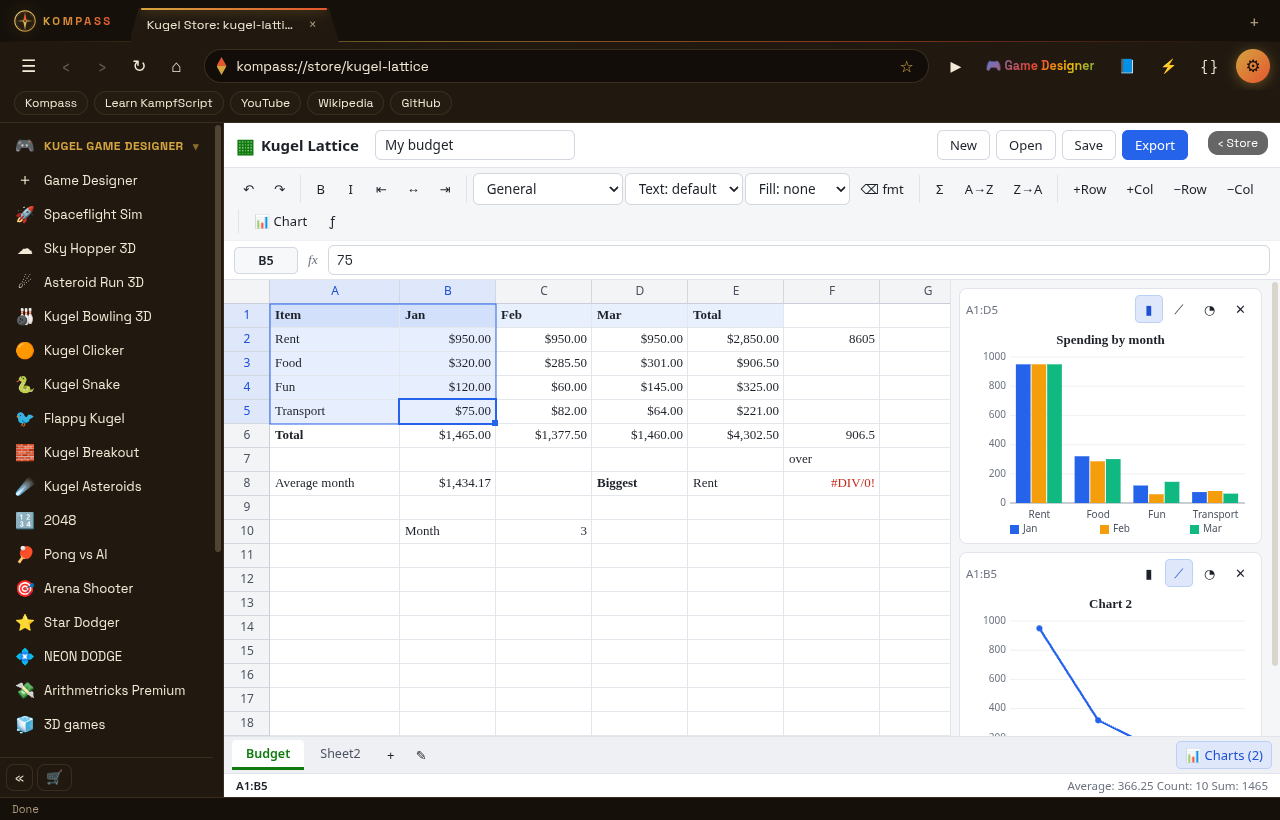 KOMPASS
Kugel Store: kugel-latti… × +
kompass://store/kugel-lattice
Game Designer
Kompass Learn KampfScript YouTube Wikipedia GitHub
KUGEL GAME DESIGNER
Game Designer
Spaceflight Sim
Sky Hopper 3D
Asteroid Run 3D
Kugel Bowling 3D
Kugel Clicker
Kugel Snake
Flappy Kugel
Kugel Breakout
Kugel Asteroids
2048
Pong vs AI
Arena Shooter
Star Dodger
NEON DODGE
Arithmetricks Premium
3D games
«
Done
Kugel Lattice My budget New Open Save Export ‹ Store
B I General Text: default Fill: none ⌫ fmt Σ A→Z Z→A +Row +Col −Row −Col
Chart ƒ
B5 fx 75
A B C D E F G
1 Item Jan Feb Mar Total
2 Rent $950.00 $950.00 $950.00 $2,850.00 8605
3 Food $320.00 $285.50 $301.00 $906.50
4 Fun $120.00 $60.00 $145.00 $325.00
5 Transport $75.00 $82.00 $64.00 $221.00
6 Total $1,465.00 $1,377.50 $1,460.00 $4,302.50 906.5
7 over
8 Average month $1,434.17 Biggest Rent #DIV/0!
9
10 Month 3
11
12
13
14
15
16
17
18
A1:D5
Spending by month
1000
800
600
400
200
0
Rent Food Fun Transport
Jan Feb Mar
A1:B5
Chart 2
1000
800
600
400
200
Budget Sheet2 + ✎ Charts (2)
A1:B5 Average: 366.25 Count: 10 Sum: 1465